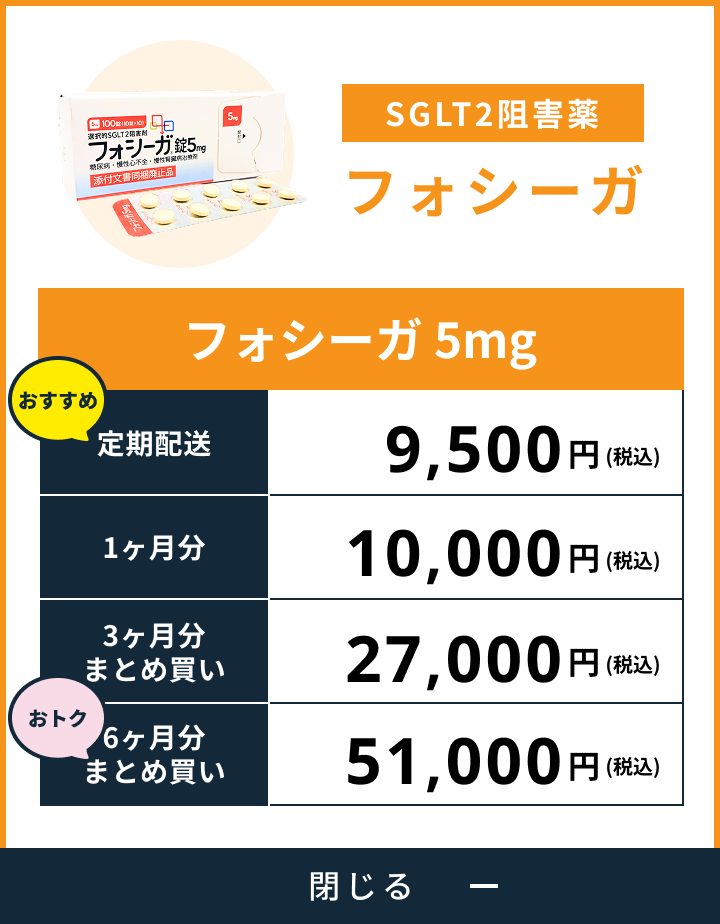 SGLT2阻害薬
フォシーガ
100錠(10錠×10)
5mg
選択的SGLT2阻害剤
フォシーガ錠5mg
糖尿病・慢性心不全・慢性腎臓病治療剤
添付文書同梱廃止品
フォシーガ 5mg
おすすめ
定期配送
9,500円(税込)
1ヶ月分
10,000円(税込)
3ヶ月分
まとめ買い
27,000円(税込)
おトク
6ヶ月分
まとめ買い
51,000円(税込)
閉じる